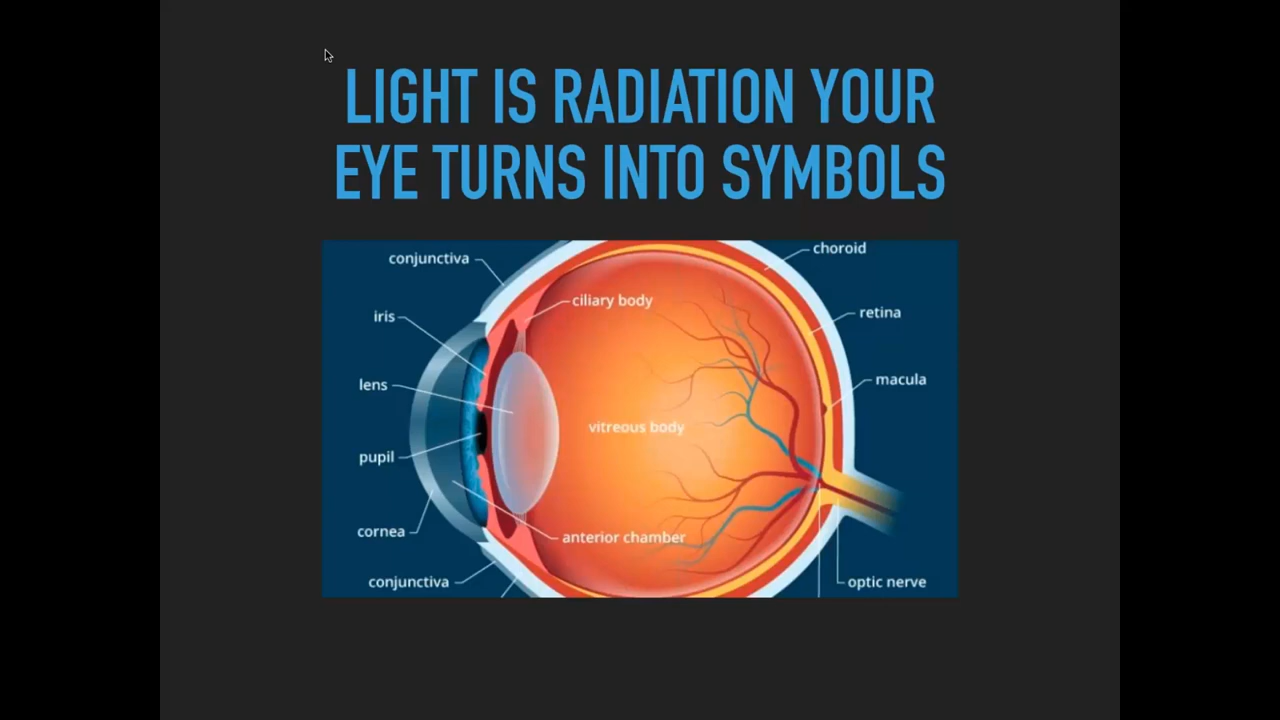 LIGHT IS RADIATION YOUR
EYE TURNS INTO SYMBOLS
choroid
conjunctiva
ciliary body
retina
iris
macula
lens
vitreous body
pupil
cornea
anterior chamber
conjunctiva
optic nerve